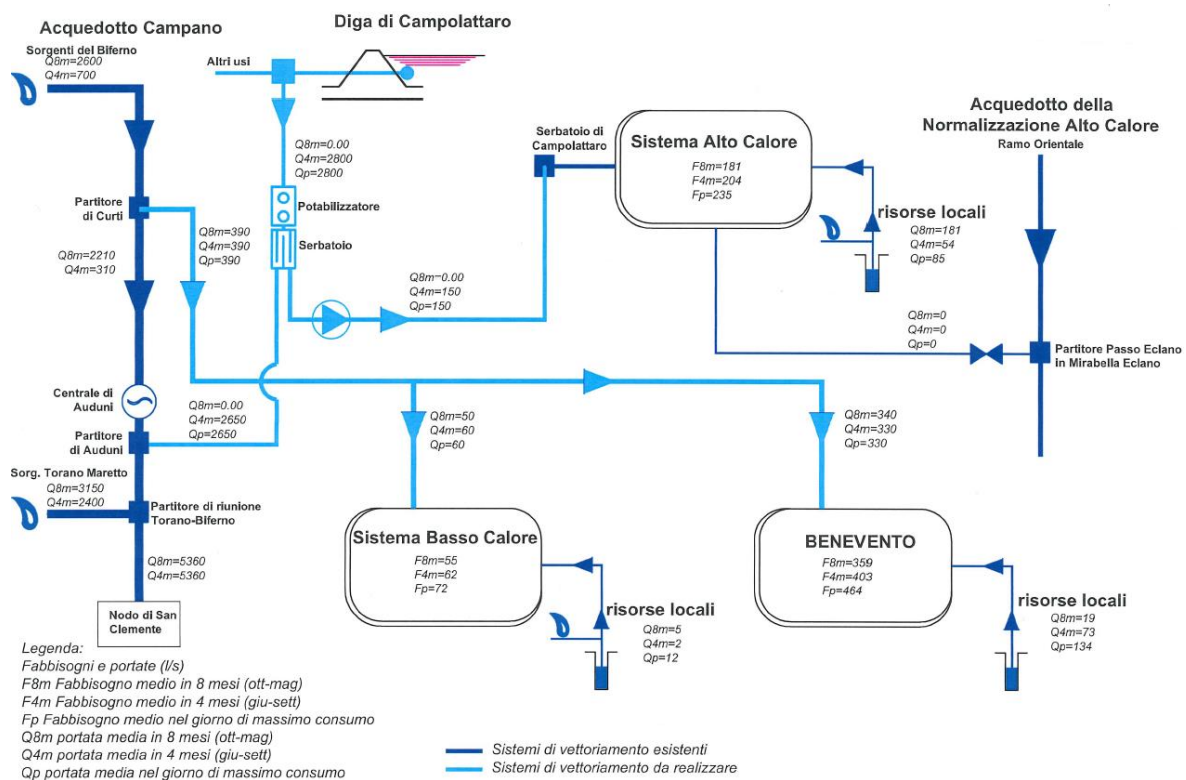 Acquedotto Campano
Sorgenti del Biferno
Q8m=2600
Q4m=700
Diga di Campolattaro
Altri usi
Q8m=0.00
Q4m=2800
Qp=2800
Potabilizzatore
Serbatoio
Partitore
di Curti
Q8m=390
Q4m=390
Qp=390
Q8m=2210
Q4m=310
Q8m=0.00
Q4m=150
Qp=150
Serbatoio di
Campolattaro
Sistema Alto Calore
F8m=181
F4m=204
Fp=235
risorse locali
Q8m=181
Q4m=54
Qp=85
Acquedotto della
Normalizzazione Alto Calore
Ramo Orientale
Q8m=0
Q4m=0
Qp=0
Partitore Passo Eclano
in Mirabella Eclano
Centrale di
Auduni
Q8m=0.00
Q4m=2650
Qp=2650
Partitore
di Auduni
Q8m=50
Q4m=60
Qp=60
Q8m=340
Q4m=330
Qp=330
Sorg. Torano Maretto
Q8m=3150
Q4m=2400
Partitore di riunione
Torano-Biferno
Q8m=5360
Q4m=5360
Nodo di San
Clemente
Sistema Basso Calore
F8m=55
F4m=62
Fp=72
risorse locali
Q8m=5
Q4m=2
Qp=12
BENEVENTO
F8m=359
F4m=403
Fp=464
risorse locali
Q8m=19
Q4m=73
Qp=134
Legenda:
Fabbisogni e portate (l/s)
F8m Fabbisogno medio in 8 mesi (ott-mag)
F4m Fabbisogno medio in 4 mesi (giu-sett)
Fp Fabbisogno medio nel giorno di massimo consumo
Q8m portata media in 8 mesi (ott-mag)
Q4m portata media in 4 mesi (giu-sett)
Qp portata media nel giorno di massimo consumo
Sistemi di vettoriamento esistenti
Sistemi di vettoriamento da realizzare